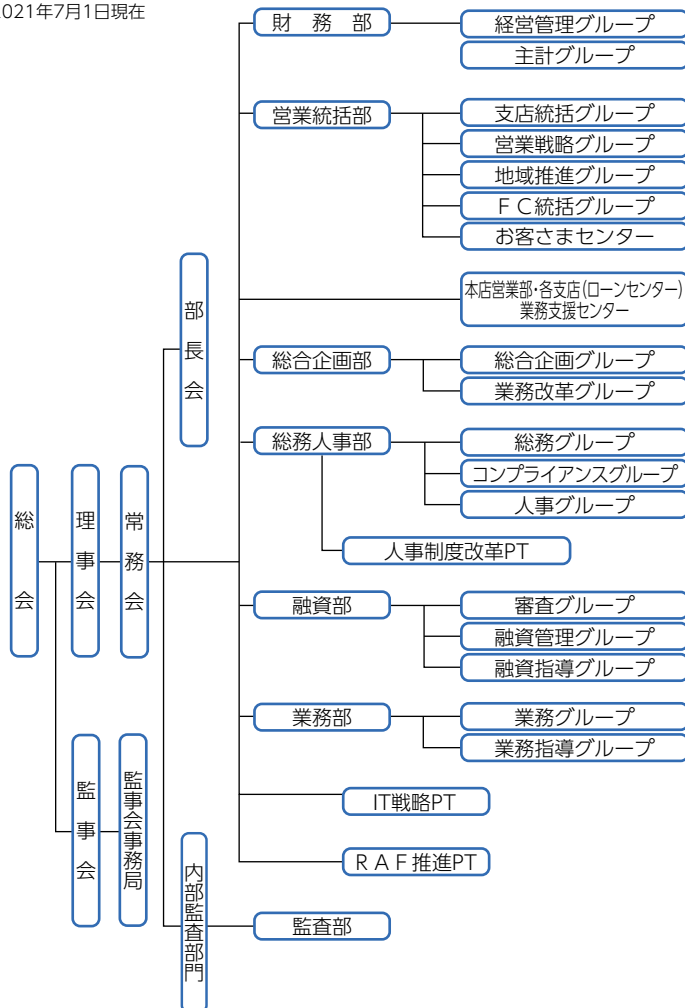 2021年7月1日現在
財務部
経営管理グループ
主計グループ
営業統括部
支店統括グループ
営業戦略グループ
地域推進グループ
FC統括グループ
お客さまセンター
本店営業部・各支店(ローンセンター)
業務支援センター
部長会
総合企画部
総合企画グループ
業務改革グループ
総務人事部
総務グループ
コンプライアンスグループ
人事グループ
人事制度改革PT
総会
理事会
常務会
融資部
審査グループ
融資管理グループ
融資指導グループ
業務部
業務グループ
業務指導グループ
監事会
監事会事務局
IT戦略PT
RAF推進PT
内部監査部門
監査部